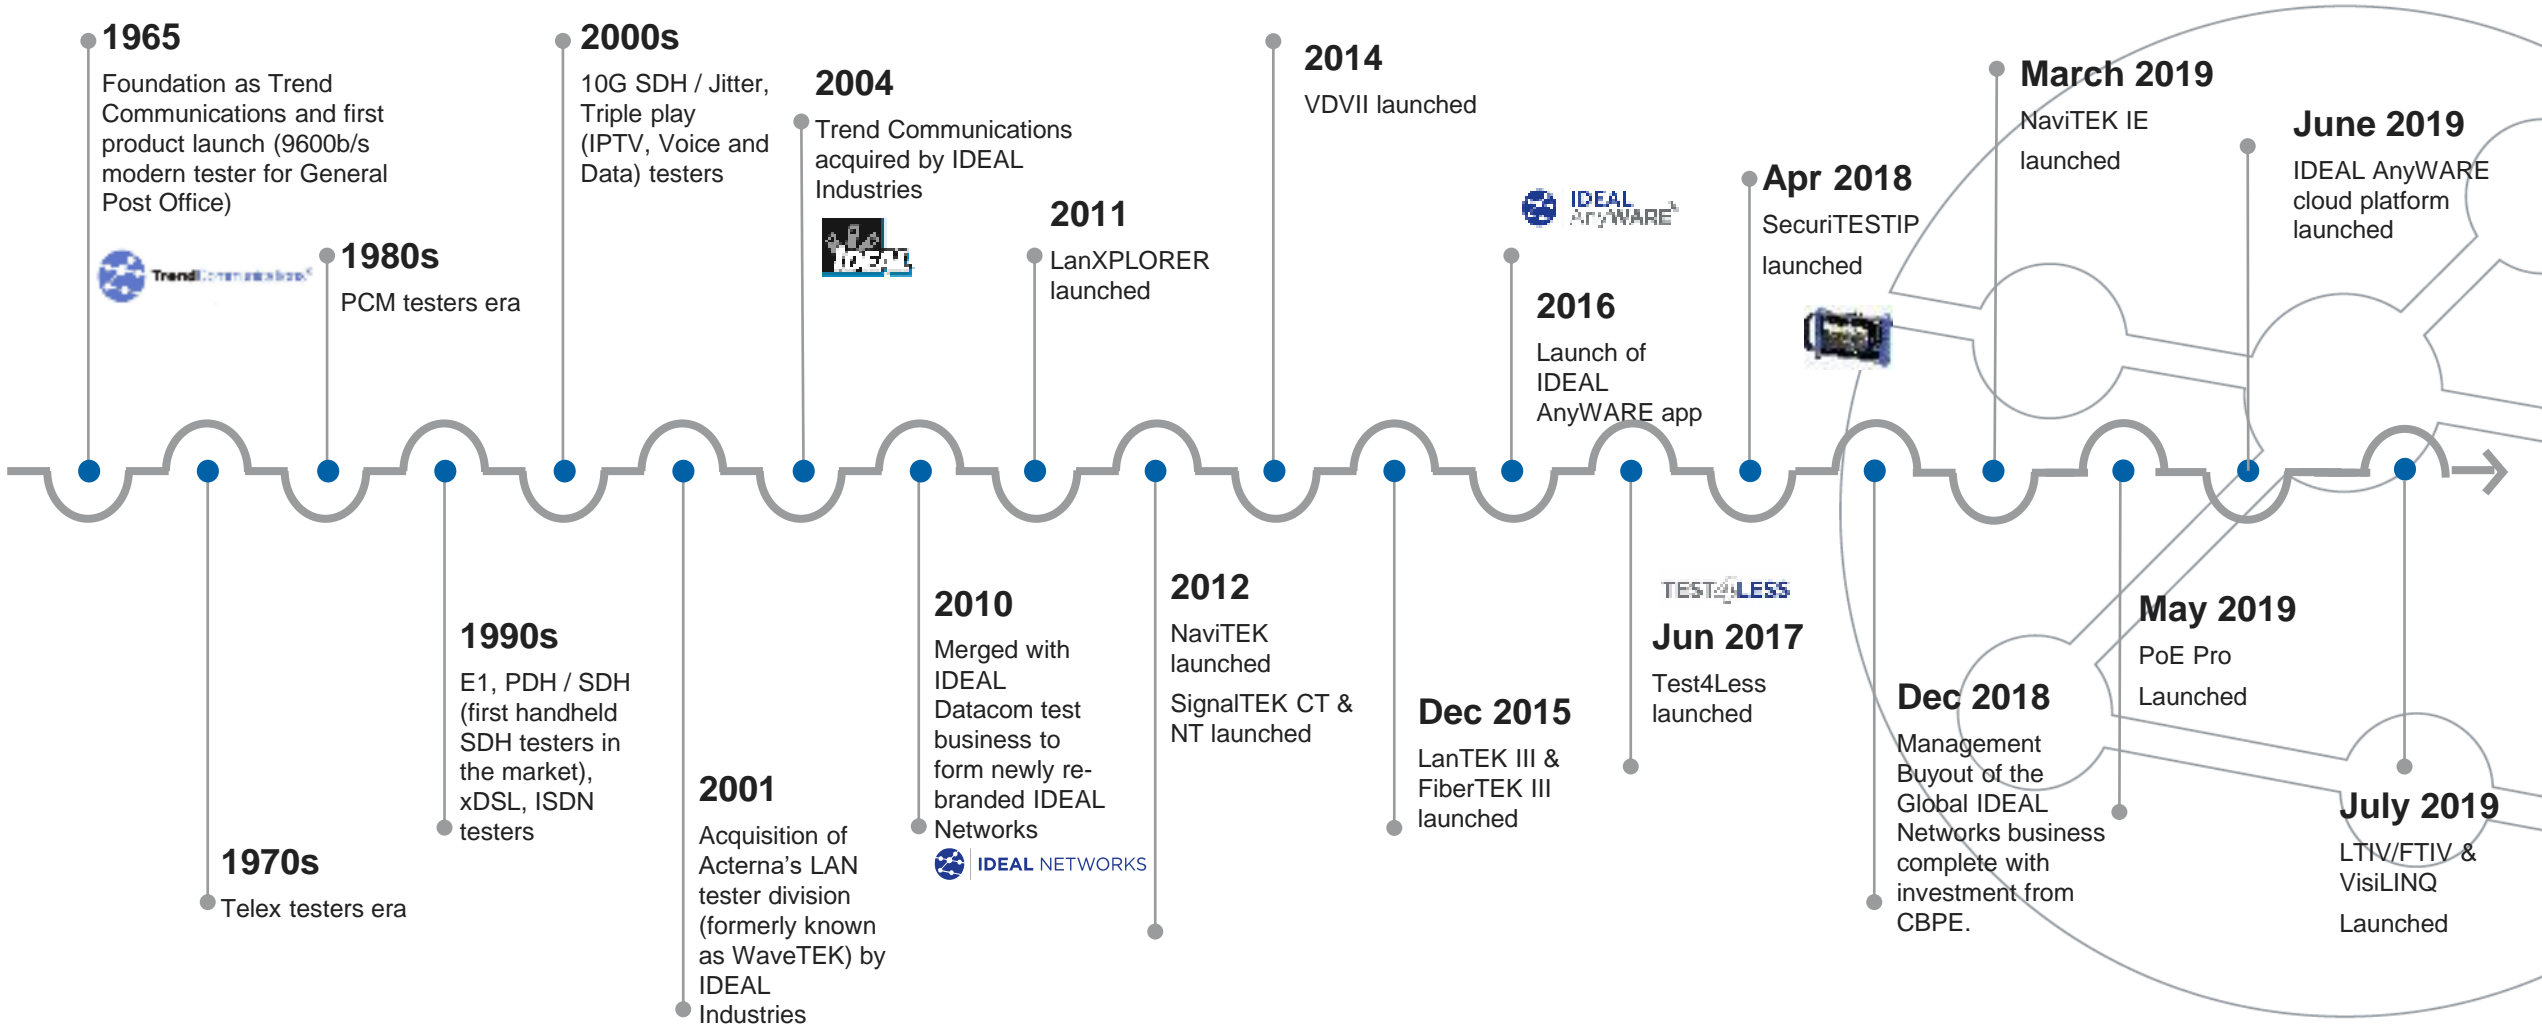 1965
Foundation as Trend
Communications and first
product launch (9600b/s
modern tester for General
Post Office)
TrendCommunications
1970s
Telex testers era
1980s
PCM testers era
1990s
E1, PDH / SDH
(first handheld
SDH testers in
the market),
xDSL, ISDN
testers
2000s
10G SDH / Jitter,
Triple play
(IPTV, Voice and
Data) testers
2001
Acquisition of
Acterna’s LAN
tester division
(formerly known
as WaveTEK) by
IDEAL
Industries
2004
Trend Communications
acquired by IDEAL
Industries
IDEAL
2010
Merged with
IDEAL
Datacom test
business to
form newly re-
branded IDEAL
Networks
IDEAL NETWORKS
2011
LanXPLORER
launched
2012
NaviTEK
launched
SignalTEK CT &
NT launched
2014
VDVII launched
Dec 2015
LanTEK III &
FiberTEK III
launched
IDEAL
AnyWARE
2016
Launch of
IDEAL
AnyWARE app
TEST4LESS
Jun 2017
Test4Less
launched
Apr 2018
SecuriTESTIP
launched
Dec 2018
Management
Buyout of the
Global IDEAL
Networks business
complete with
investment from
CBPE.
March 2019
NaviTEK IE
launched
May 2019
PoE Pro
Launched
June 2019
IDEAL AnyWARE
cloud platform
launched
July 2019
LTIV/FTIV &
VisiLINQ
Launched